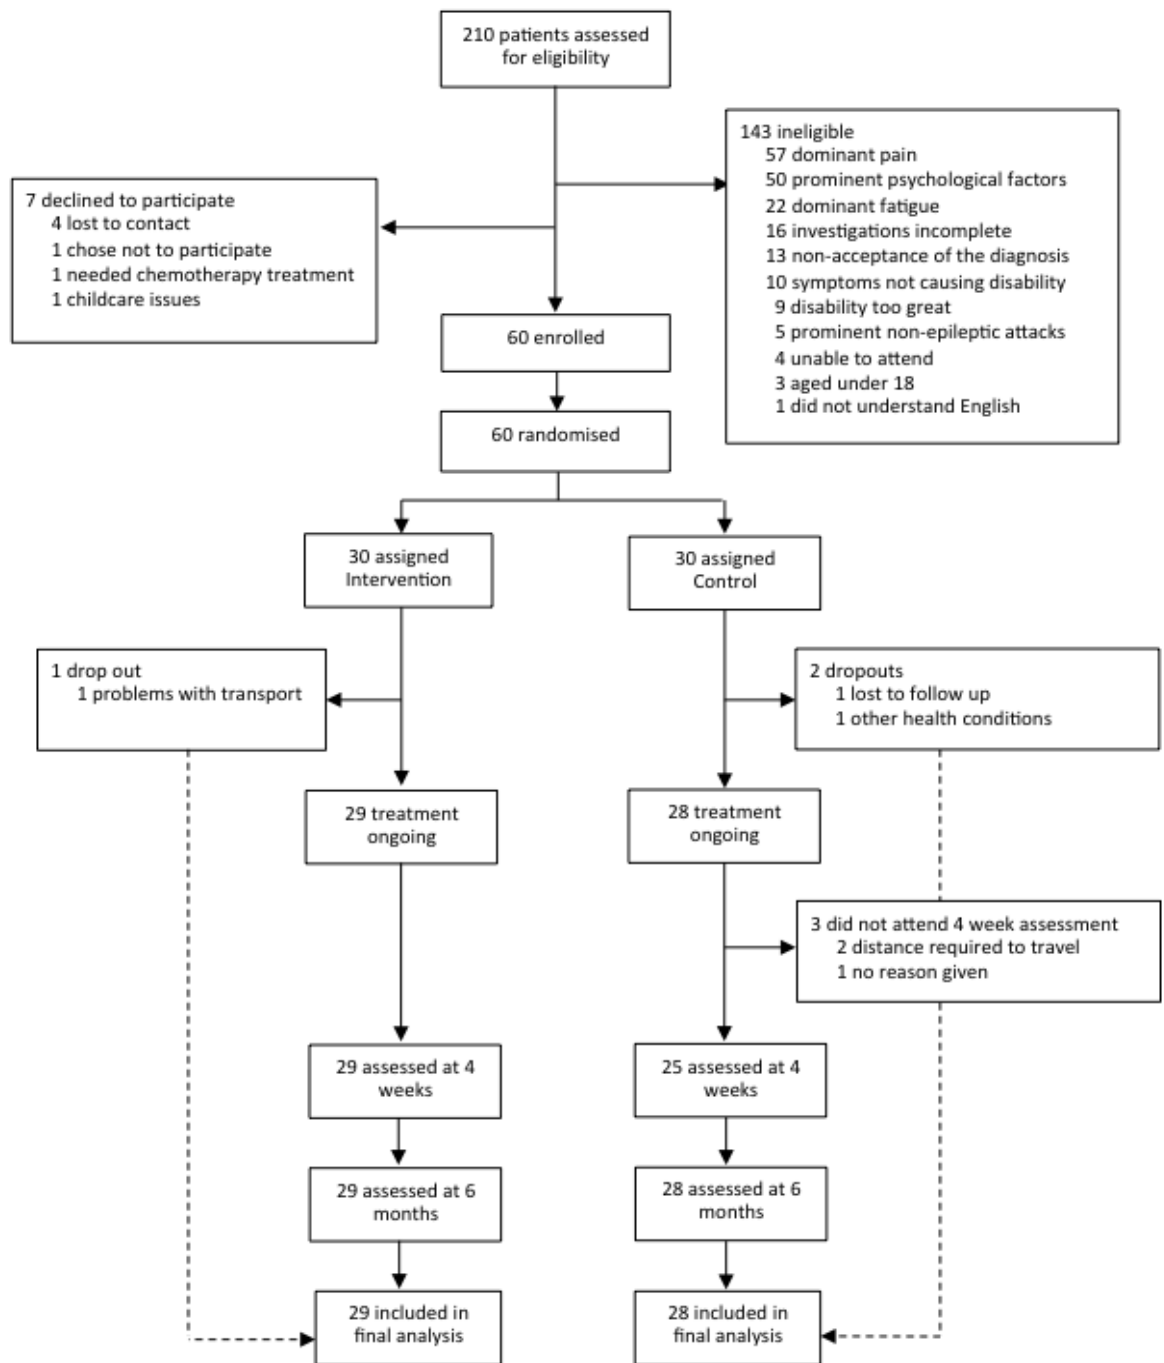 210 patients assessed
for eligibility
143 ineligible
57 dominant pain
50 prominent psychological factors
22 dominant fatigue
16 investigations incomplete
13 non-acceptance of the diagnosis
10 symptoms not causing disability
9 disability too great
5 prominent non-epileptic attacks
4 unable to attend
3 aged under 18
1 did not understand English
7 declined to participate
4 lost to contact
1 chose not to participate
1 needed chemotherapy treatment
1 childcare issues
60 enrolled
60 randomised
30 assigned
Intervention
30 assigned
Control
1 drop out
1 problems with transport
2 dropouts
1 lost to follow up
1 other health conditions
29 treatment
ongoing
28 treatment
ongoing
3 did not attend 4 week assessment
2 distance required to travel
1 no reason given
29 assessed at 4
weeks
25 assessed at 4
weeks
29 assessed at 6
months
28 assessed at 6
months
29 included in
final analysis
28 included in
final analysis